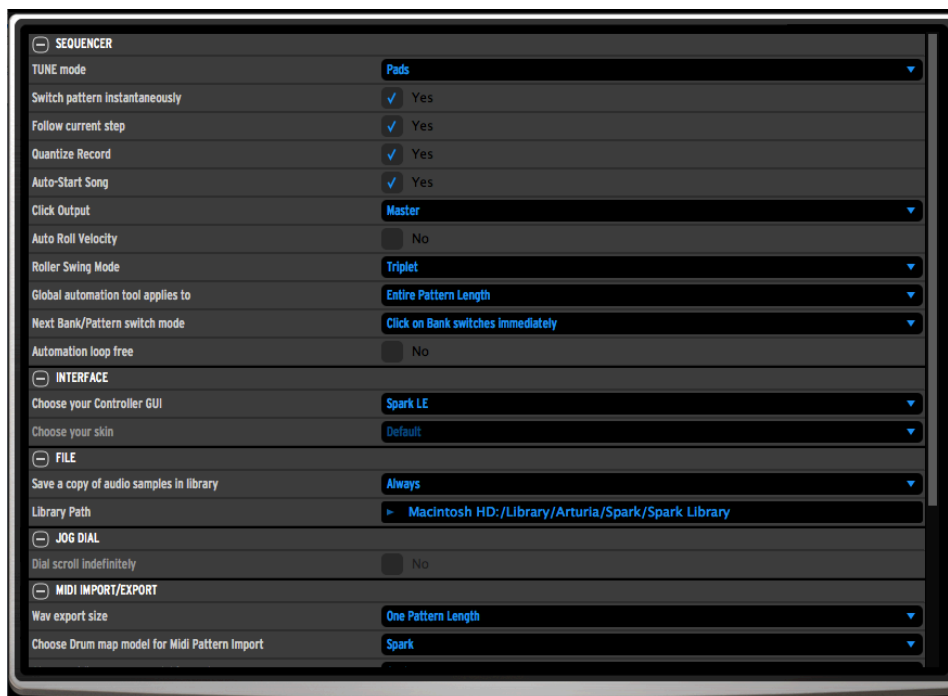 SEQUENCER
TUNE mode Pads
Switch pattern instantaneously Yes
Follow current step Yes
Quantize Record Yes
Auto-Start Song Yes
Click Output Master
Auto Roll Velocity No
Roller Swing Mode Triplet
Global automation tool applies to Entire Pattern Length
Next Bank/Pattern switch mode Click on Bank switches immediately
Automation loop free No
INTERFACE
Choose your Controller GUI Spark LE
Choose your skin Default
FILE
Save a copy of audio samples in library Always
Library Path Macintosh HD:/Library/Arturia/Spark/Spark Library
JOG DIAL
Dial scroll indefinitely No
MIDI IMPORT/EXPORT
Wav export size One Pattern Length
Choose Drum map model for Midi Pattern Import Spark